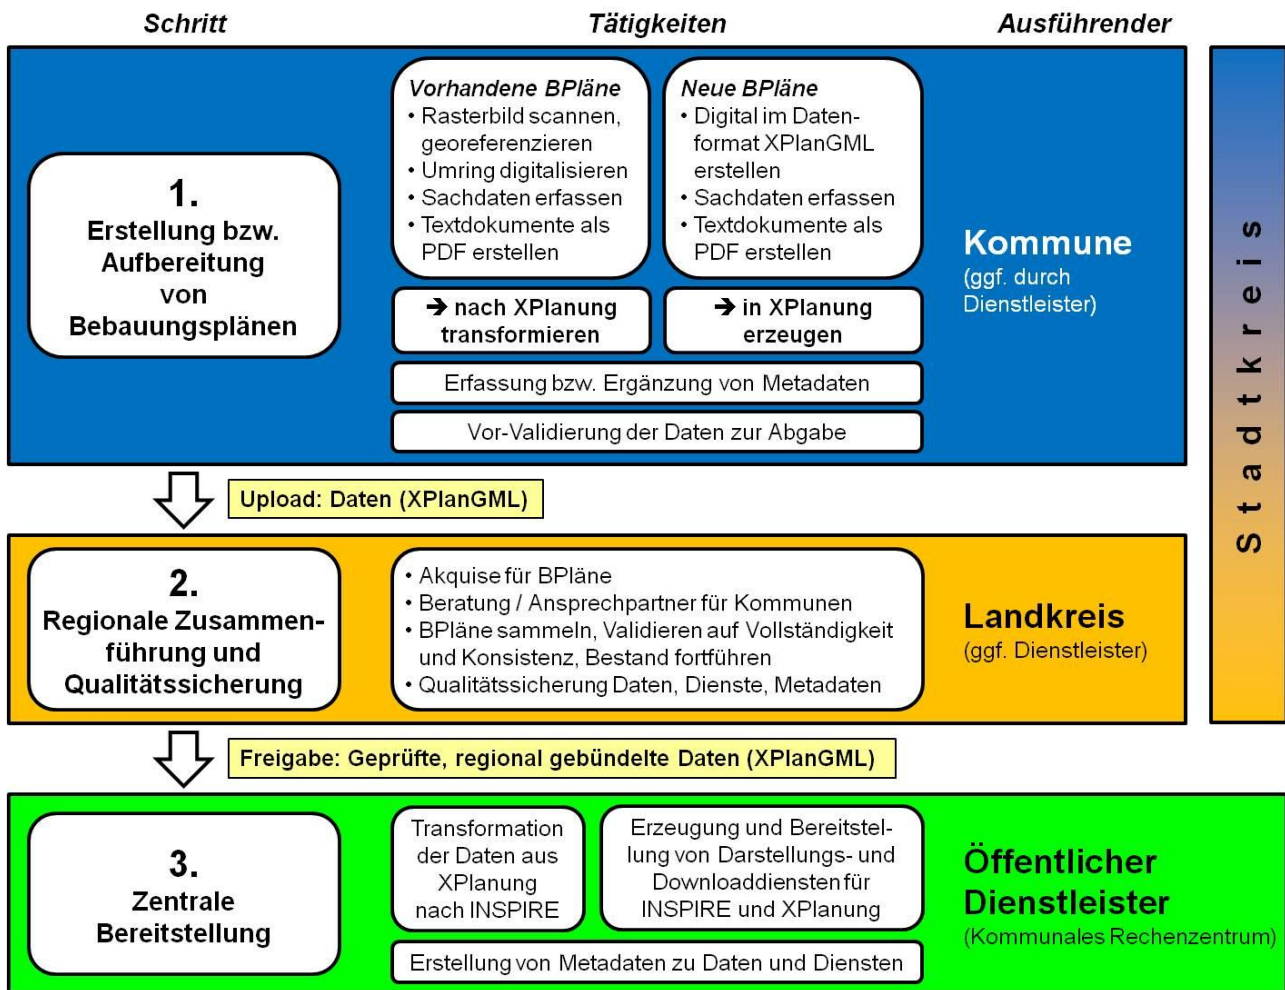 Schritt
Tätigkeiten
Ausführender
1.
Erstellung bzw.
Aufbereitung
von
Bebauungsplänen
Vorhandene BPläne
• Rasterbild scannen,
georeferenzieren
• Umring digitalisieren
• Sachdaten erfassen
• Textdokumente als
PDF erstellen
Neue BPläne
• Digital im Daten-
format XPlanGML
erstellen
• Sachdaten erfassen
• Textdokumente als
PDF erstellen
➔ nach XPlanung
transformieren
➔ in XPlanung
erzeugen
Erfassung bzw. Ergänzung von Metadaten
Vor-Validierung der Daten zur Abgabe
Kommune
(ggf. durch
Dienstleister)
Stadtkreis
Upload: Daten (XPlanGML)
2.
Regionale Zusammen-
führung und
Qualitätssicherung
• Akquise für BPläne
• Beratung / Ansprechpartner für Kommunen
• BPläne sammeln, Validieren auf Vollständigkeit
und Konsistenz, Bestand fortführen
• Qualitätssicherung Daten, Dienste, Metadaten
Landkreis
(ggf. Dienstleister)
Freigabe: Geprüfte, regional gebündelte Daten (XPlanGML)
3.
Zentrale
Bereitstellung
Transformation
der Daten aus
XPlanung
nach INSPIRE
Erzeugung und Bereitstel-
lung von Darstellungs- und
Downloaddiensten für
INSPIRE und XPlanung
Erstellung von Metadaten zu Daten und Diensten
Öffentlicher
Dienstleister
(Kommunales Rechenzentrum)